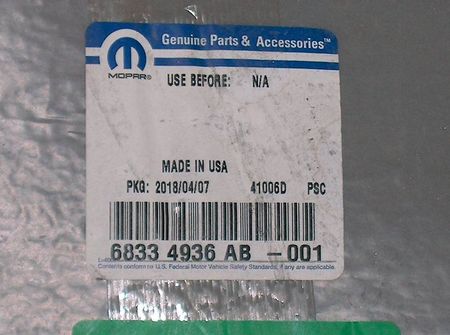 Genuine Parts & Accessories™
MOPAR®
USE BEFORE: N/A
MADE IN USA
PKG: 2018/04/07 41006D PSC
6833 4936 AB -001
Contents conform to U.S. Federal Motor Vehicle Safety Standards, if any are applicable.